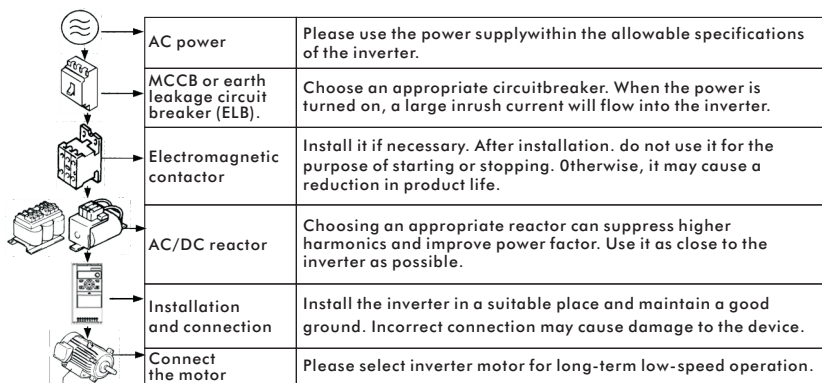 AC power
Please use the power supplywithin the allowable specifications
of the inverter.
MCCB or earth
leakage circuit
breaker (ELB).
Choose an appropriate circuitbreaker. When the power is
turned on, a large inrush current will flow into the inverter.
Electromagnetic
contactor
Install it if necessary. After installation. do not use it for the
purpose of starting or stopping. 0therwise, it may cause a
reduction in product life.
AC/DC reactor
Choosing an appropriate reactor can suppress higher
harmonics and improve power factor. Use it as close to the
inverter as possible.
Installation
and connection
Install the inverter in a suitable place and maintain a good
ground. Incorrect connection may cause damage to the device.
Connect
the motor
Please select inverter motor for long-term low-speed operation.